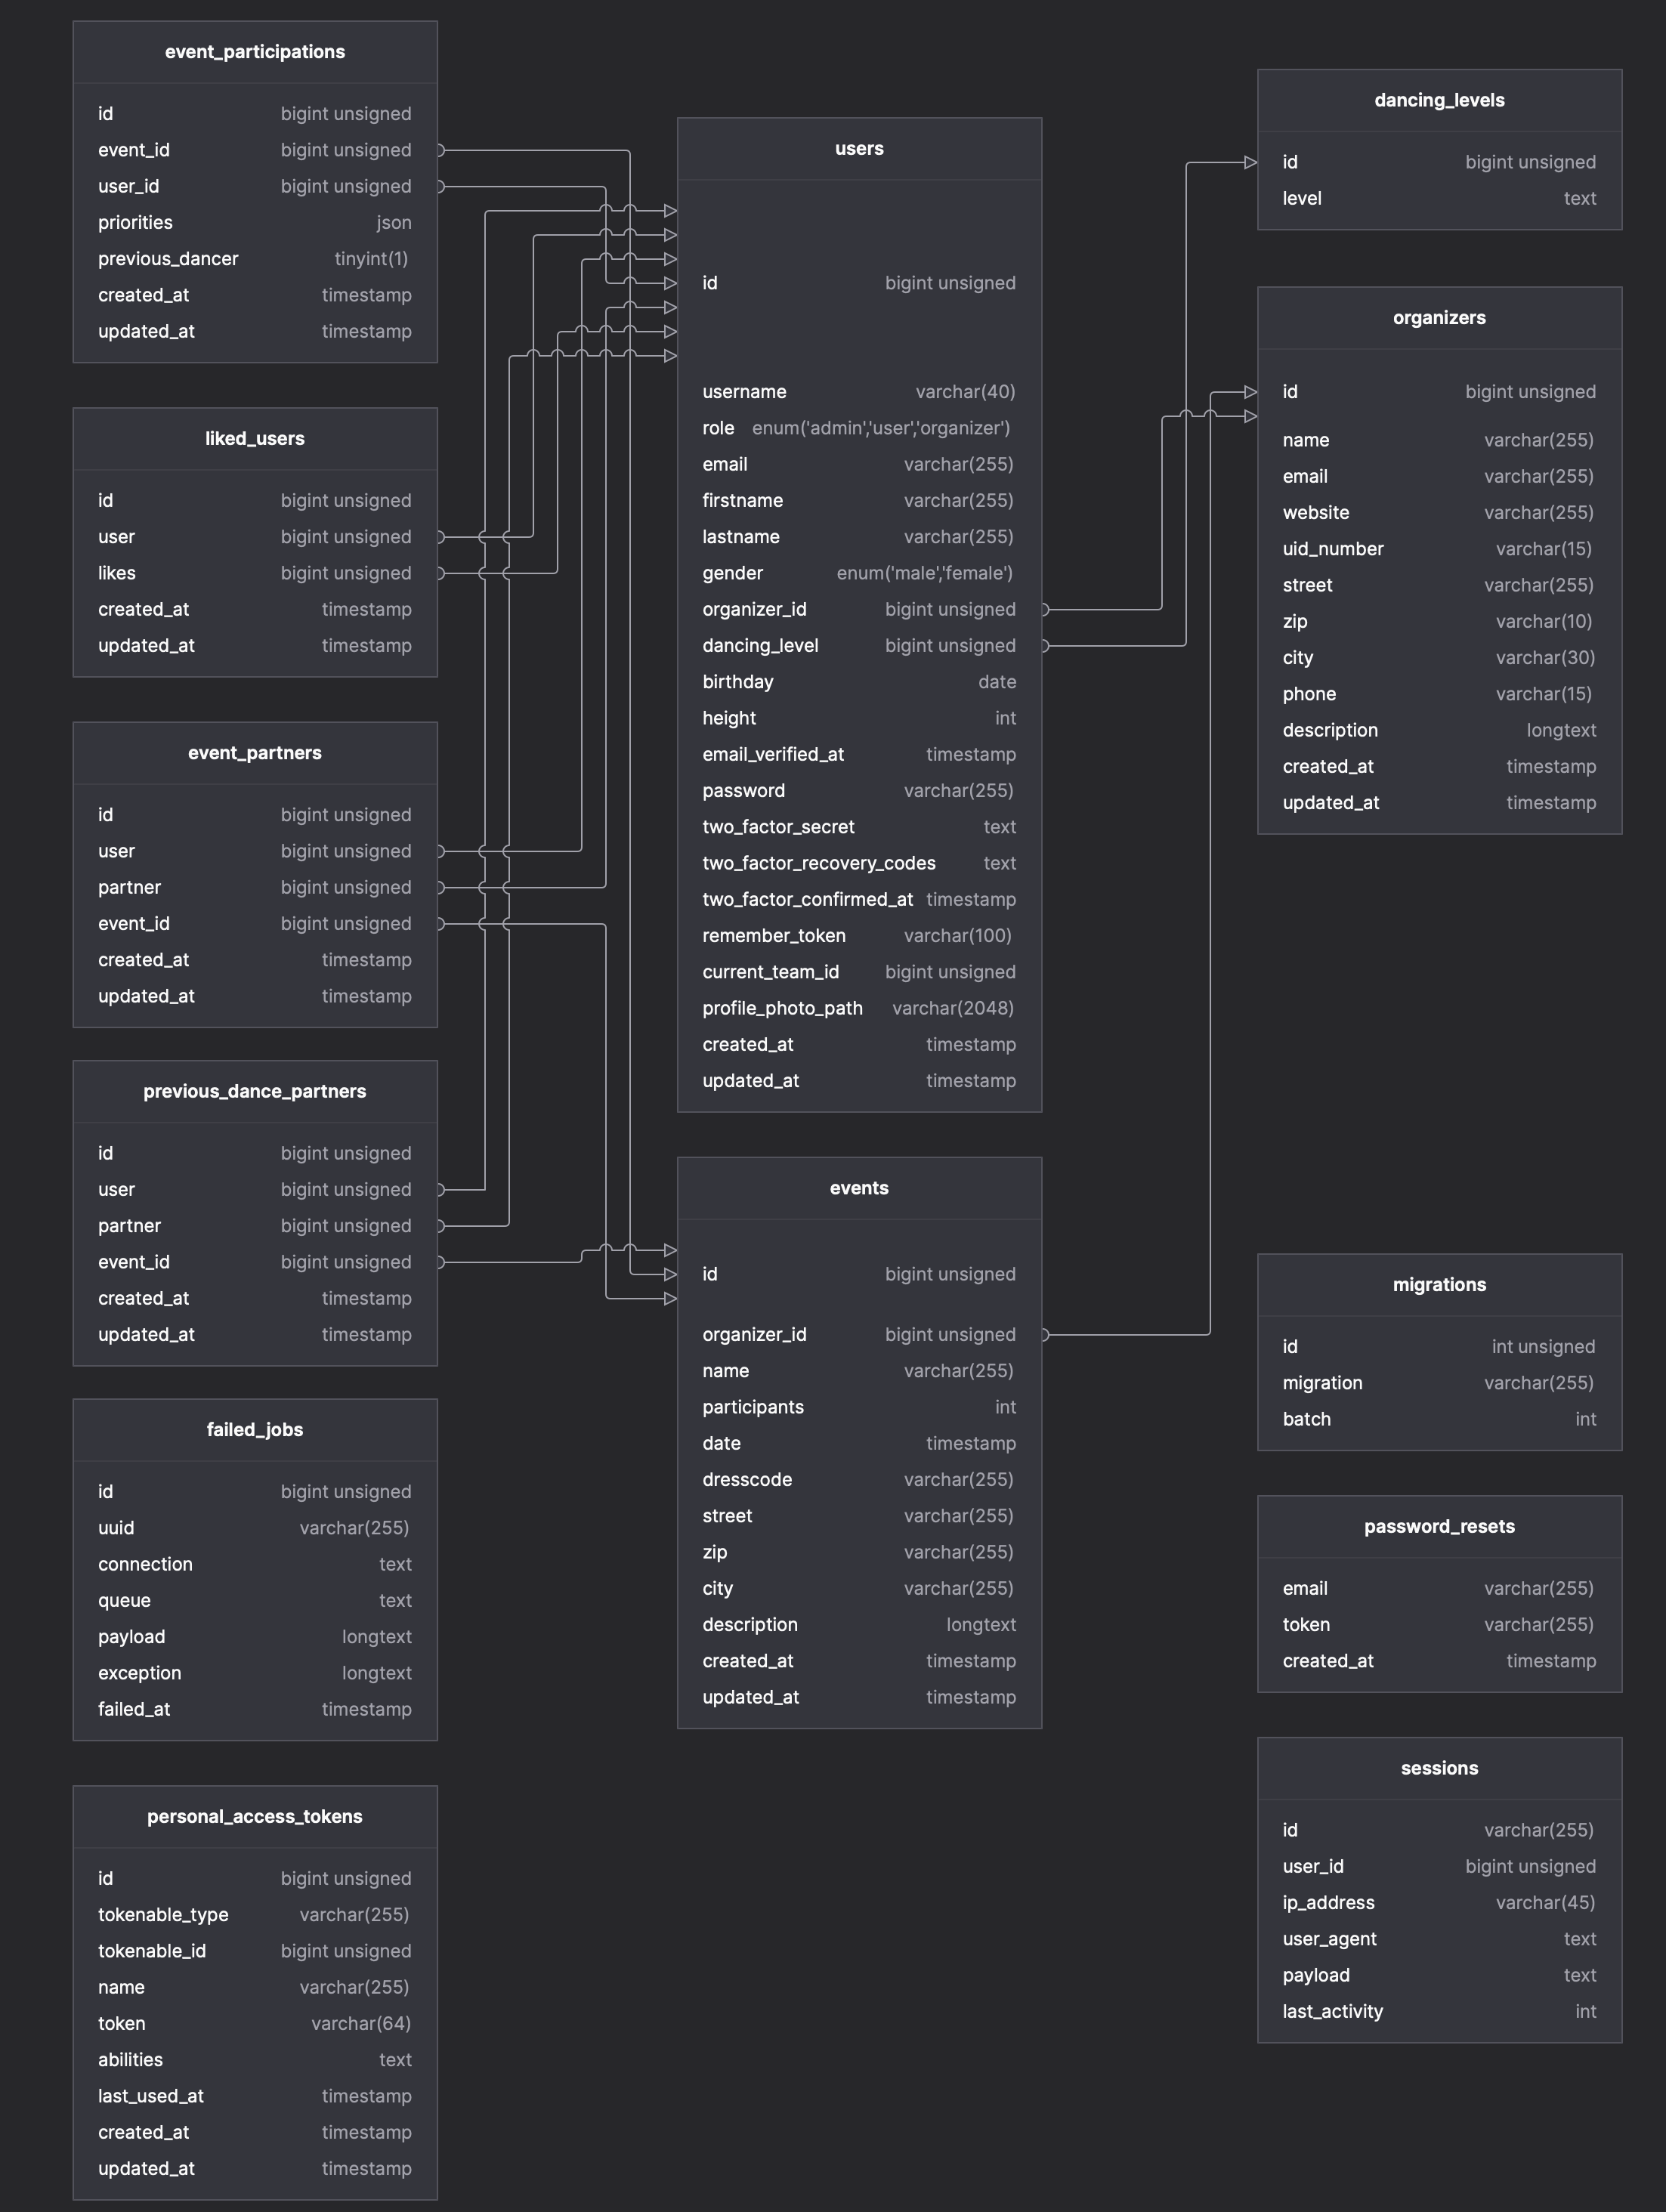 event_participations
id bigint unsigned
event_id bigint unsigned
user_id bigint unsigned
priorities json
previous_dancer tinyint(1)
created_at timestamp
updated_at timestamp
liked_users
id bigint unsigned
user bigint unsigned
likes bigint unsigned
created_at timestamp
updated_at timestamp
event_partners
id bigint unsigned
user bigint unsigned
partner bigint unsigned
event_id bigint unsigned
created_at timestamp
updated_at timestamp
previous_dance_partners
id bigint unsigned
user bigint unsigned
partner bigint unsigned
event_id bigint unsigned
created_at timestamp
updated_at timestamp
failed_jobs
id bigint unsigned
uuid varchar(255)
connection text
queue text
payload longtext
exception longtext
failed_at timestamp
personal_access_tokens
id bigint unsigned
tokenable_type varchar(255)
tokenable_id bigint unsigned
name varchar(255)
token varchar(64)
abilities text
last_used_at timestamp
created_at timestamp
updated_at timestamp
users
id bigint unsigned
username varchar(40)
role enum('admin','user','organizer')
email varchar(255)
firstname varchar(255)
lastname varchar(255)
gender enum('male','female')
organizer_id bigint unsigned
dancing_level bigint unsigned
birthday date
height int
email_verified_at timestamp
password varchar(255)
two_factor_secret text
two_factor_recovery_codes text
two_factor_confirmed_at timestamp
remember_token varchar(100)
current_team_id bigint unsigned
profile_photo_path varchar(2048)
created_at timestamp
updated_at timestamp
events
id bigint unsigned
organizer_id bigint unsigned
name varchar(255)
participants int
date timestamp
dresscode varchar(255)
street varchar(255)
zip varchar(255)
city varchar(255)
description longtext
created_at timestamp
updated_at timestamp
dancing_levels
id bigint unsigned
level text
organizers
id bigint unsigned
name varchar(255)
email varchar(255)
website varchar(255)
uid_number varchar(15)
street varchar(255)
zip varchar(10)
city varchar(30)
phone varchar(15)
description longtext
created_at timestamp
updated_at timestamp
migrations
id int unsigned
migration varchar(255)
batch int
password_resets
email varchar(255)
token varchar(255)
created_at timestamp
sessions
id varchar(255)
user_id bigint unsigned
ip_address varchar(45)
user_agent text
payload text
last_activity int